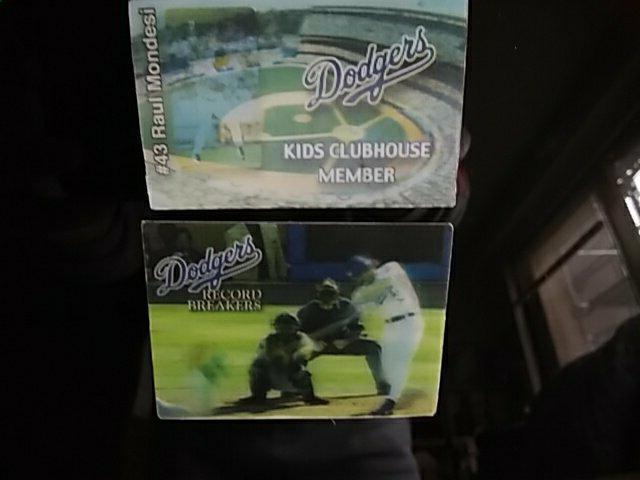 #43 Raul Mondesi
Dodgers
KIDS CLUBHOUSE
MEMBER
Dodgers
RECORD
BREAKERS